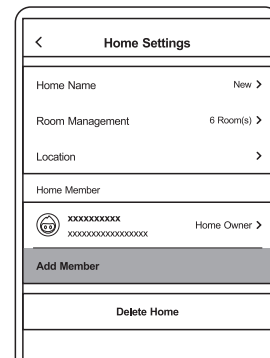 Home Settings
Home Name New
Room Management 6 Room(s)
Location
Home Member
xxxxxxxxxx
xxxxxxxxxxxxxxxxx
Home Owner
Add Member
Delete Home